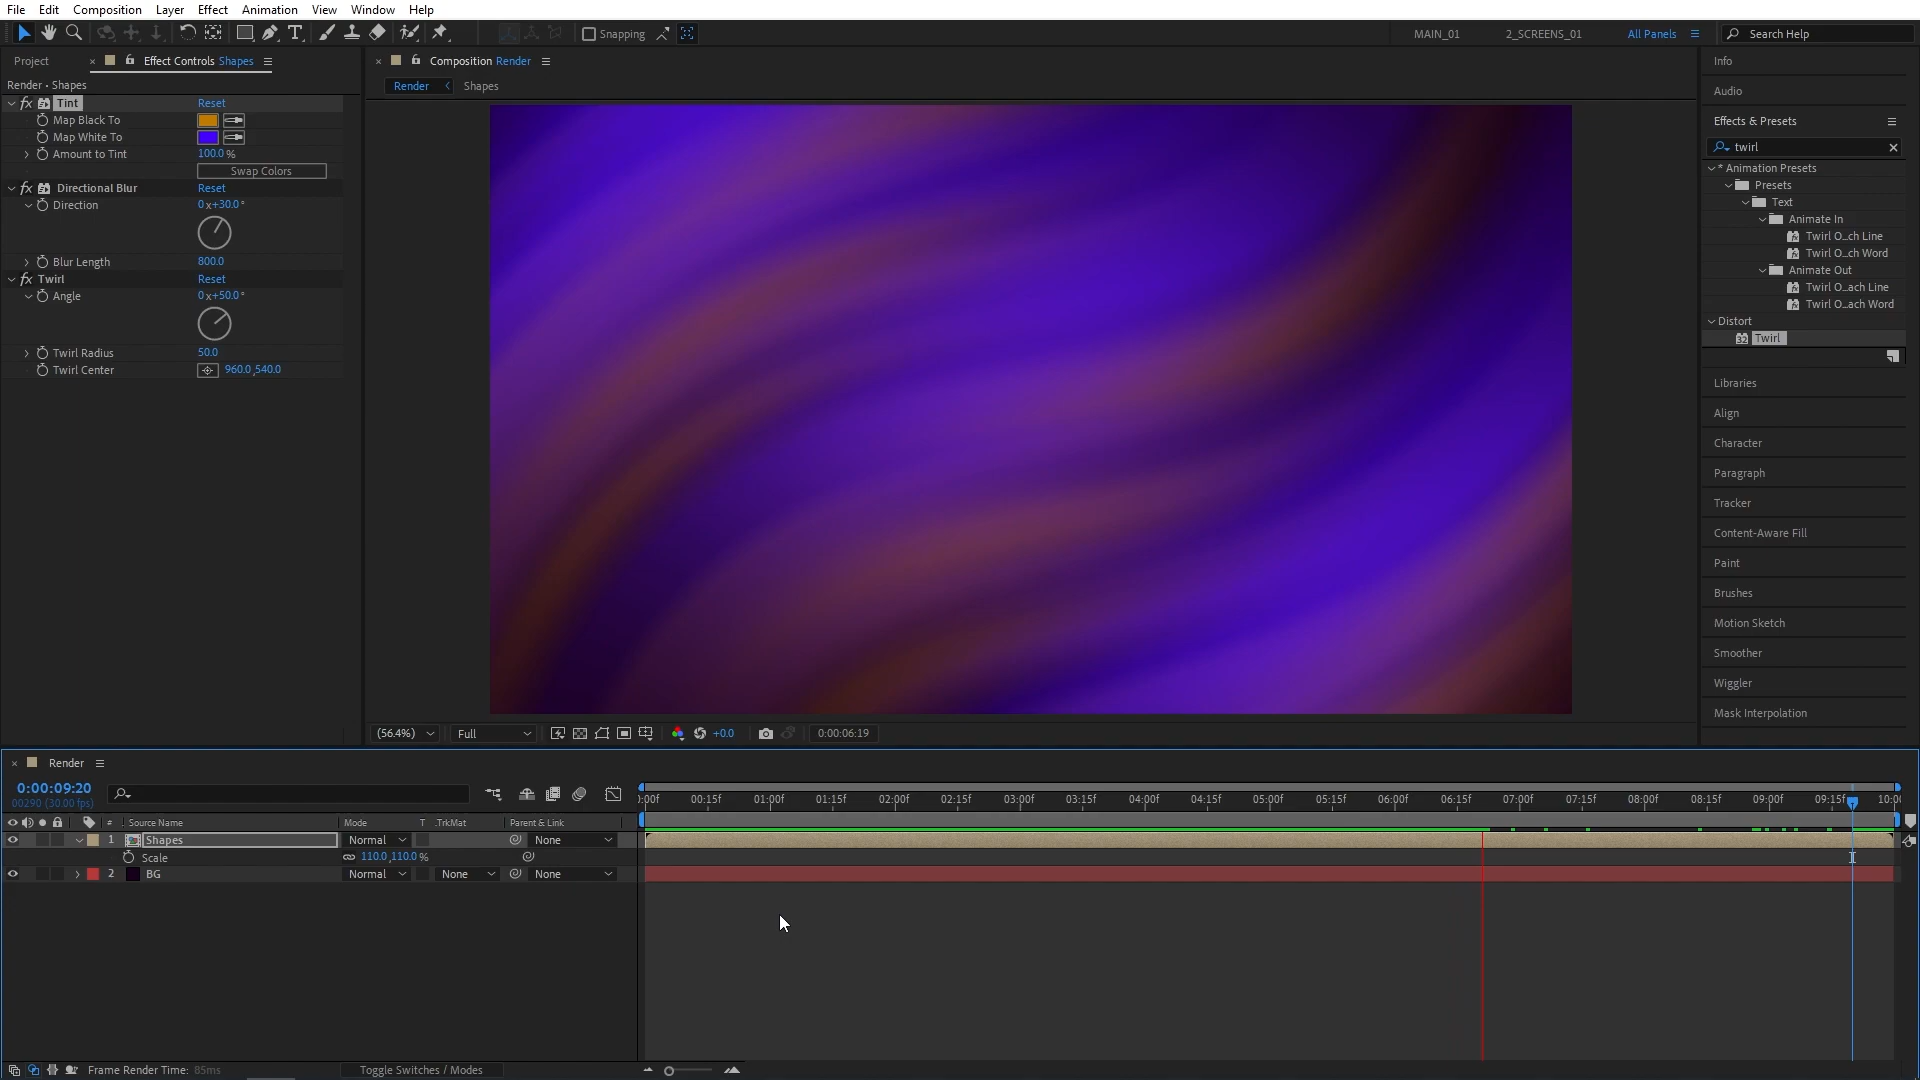 File Edit Composition Layer Effect Animation View Window Help
Snapping MAIN_01 2_SCREENS_01 All Panels Search Help
Project Effect Controls Shapes
Render • Shapes
fx Tint Reset
Map Black To
Map White To
Amount to Tint 100.0 %
Swap Colors
fx Directional Blur Reset
Direction 0x+30.0°
Blur Length 800.0
fx Twirl Reset
Angle 0x+50.0°
Twirl Radius 50.0
Twirl Center 960.0,540.0
Composition Render
Render Shapes
(56.4%) Full +0.0 0:00:06:19
Info
Audio
Effects & Presets
twirl
* Animation Presets
Presets
Text
Animate In
Twirl O...ch Line
Twirl O...ch Word
Animate Out
Twirl O...ach Line
Twirl O...ach Word
Distort
32 Twirl
Libraries
Align
Character
Paragraph
Tracker
Content-Aware Fill
Paint
Brushes
Motion Sketch
Smoother
Wiggler
Mask Interpolation
Render
0:00:09:20
00290 (30.00 fps)
:00f 00:15f 01:00f 01:15f 02:00f 02:15f 03:00f 03:15f 04:00f 04:15f 05:00f 05:15f 06:00f 06:15f 07:00f 07:15f 08:00f 08:15f 09:00f 09:15f 10:0
# Source Name Mode T .TrkMat Parent & Link
1 Shapes Normal None
Scale 110.0,110.0 %
2 BG Normal None None
Frame Render Time: 85ms Toggle Switches / Modes